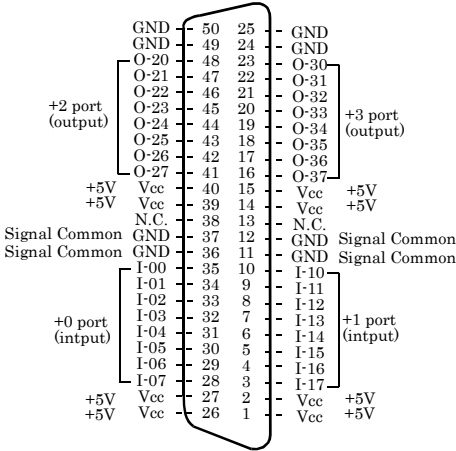 GND 50 25 GND
GND 49 24 GND
O-20 48 23 O-30
O-21 47 22 O-31
O-22 46 21 O-32
+2 port O-23 45 20 O-33 +3 port
(output) O-24 44 19 O-34 (output)
O-25 43 18 O-35
O-26 42 17 O-36
O-27 41 16 O-37
+5V Vcc 40 15 Vcc +5V
+5V Vcc 39 14 Vcc +5V
N.C. 38 13 N.C.
Signal Common GND 37 12 GND Signal Common
Signal Common GND 36 11 GND Signal Common
I-00 35 10 I-10
I-01 34 9 I-11
I-02 33 8 I-12
+0 port I-03 32 7 I-13 +1 port
(intput) I-04 31 6 I-14 (intput)
I-05 30 5 I-15
I-06 29 4 I-16
I-07 28 3 I-17
+5V Vcc 27 2 Vcc +5V
+5V Vcc 26 1 Vcc +5V